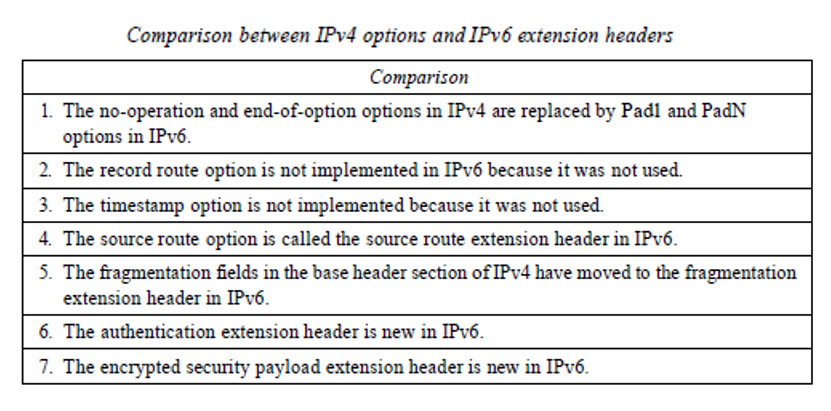 Comparison between IPv4 options and IPv6 extension headers
Comparison
1. The no-operation and end-of-option options in IPv4 are replaced by Pad1 and PadN
options in IPv6.
2. The record route option is not implemented in IPv6 because it was not used.
3. The timestamp option is not implemented because it was not used.
4. The source route option is called the source route extension header in IPv6.
5. The fragmentation fields in the base header section of IPv4 have moved to the fragmentation
extension header in IPv6.
6. The authentication extension header is new in IPv6.
7. The encrypted security payload extension header is new in IPv6.